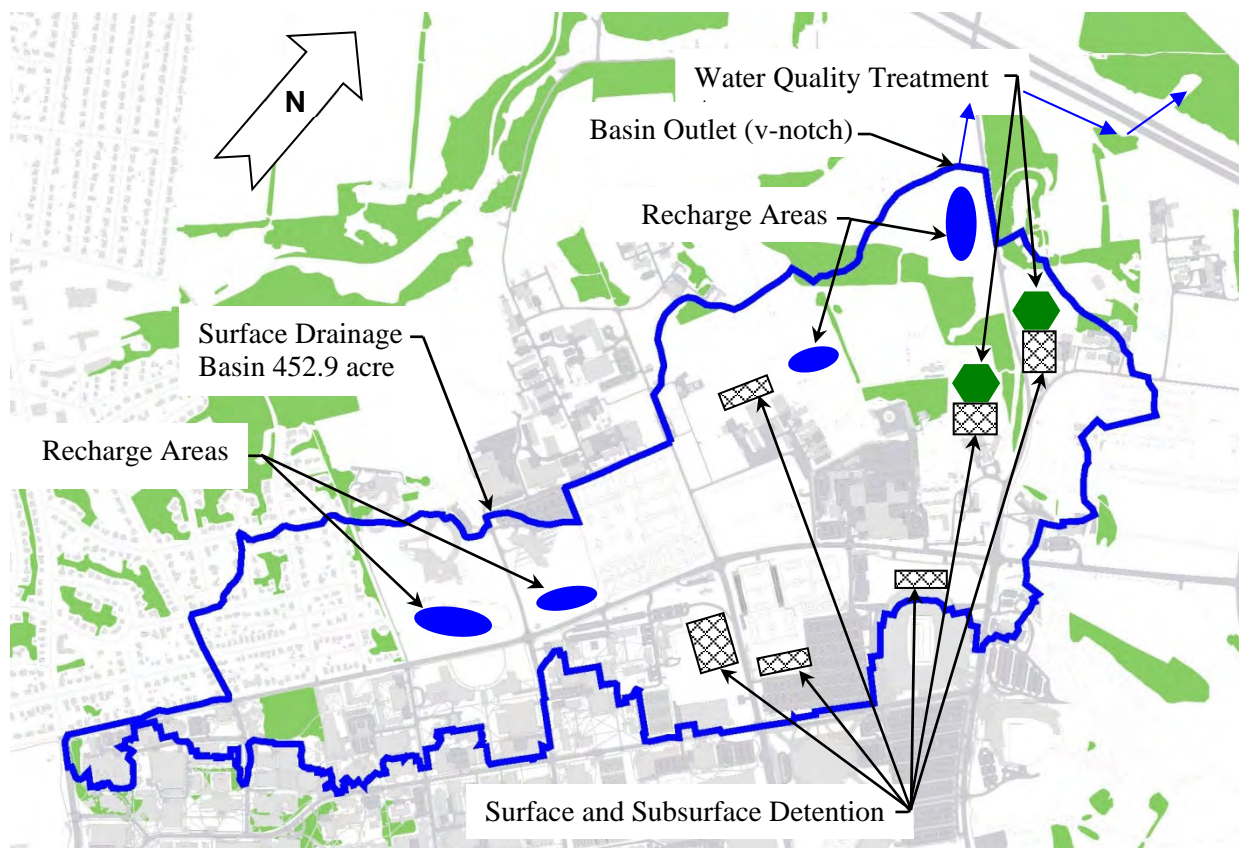 N
Water Quality Treatment
Basin Outlet (v-notch)
Recharge Areas
Surface Drainage
Basin 452.9 acre
Recharge Areas
Surface and Subsurface Detention